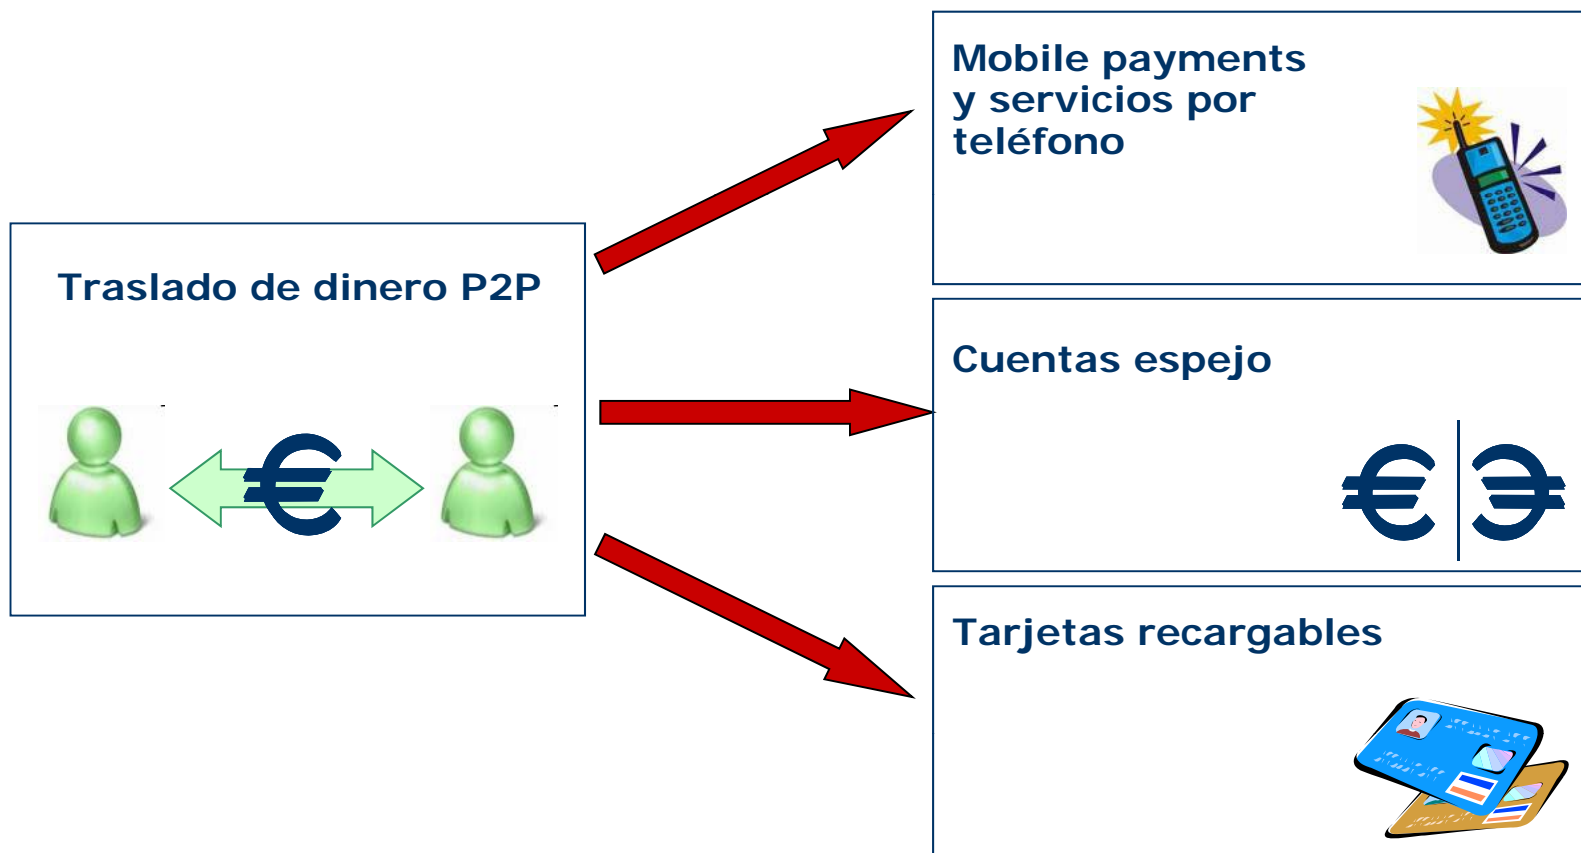 Mobile payments
y servicios por
teléfono
Traslado de dinero P2P
€
Cuentas espejo
€
Tarjetas recargables